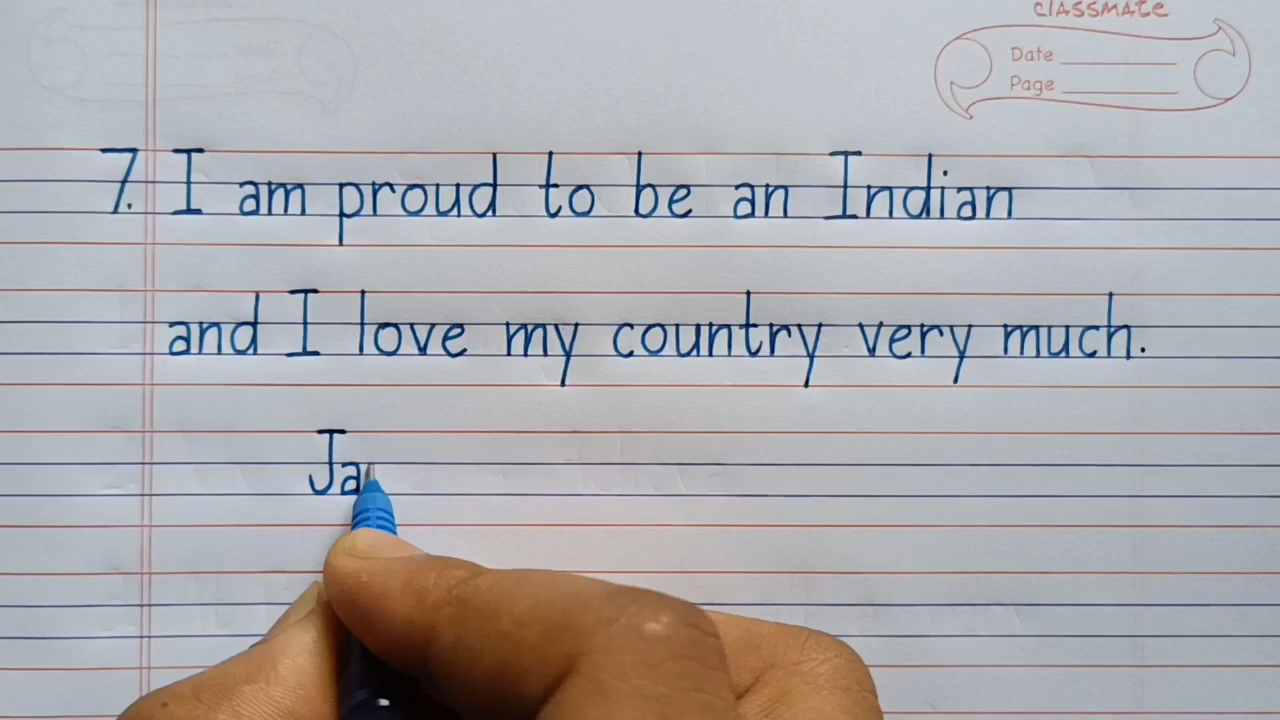 CLASSMATE
Date
Page
7. I am proud to be an Indian
and I love my country very much.
Ja